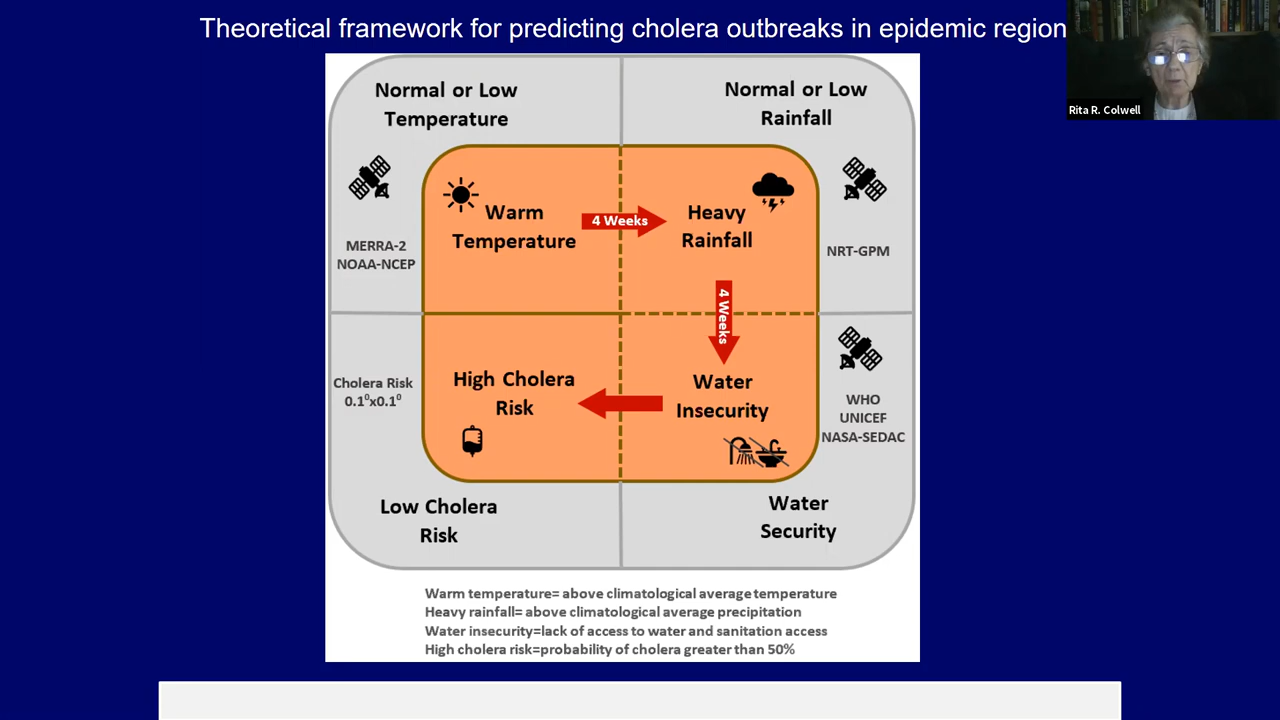 Theoretical framework for predicting cholera outbreaks in epidemic region
Rita R. Colwell
Normal or Low
Temperature
Normal or Low
Rainfall
Warm
Temperature
4 Weeks
Heavy
Rainfall
MERRA-2
NOAA-NCEP
NRT-GPM
4 Weeks
Cholera Risk
0.1⁰x0.1⁰
High Cholera
Risk
Water
Insecurity
WHO
UNICEF
NASA-SEDAC
Low Cholera
Risk
Water
Security
Warm temperature= above climatological average temperature
Heavy rainfall= above climatological average precipitation
Water insecurity=lack of access to water and sanitation access
High cholera risk=probability of cholera greater than 50%